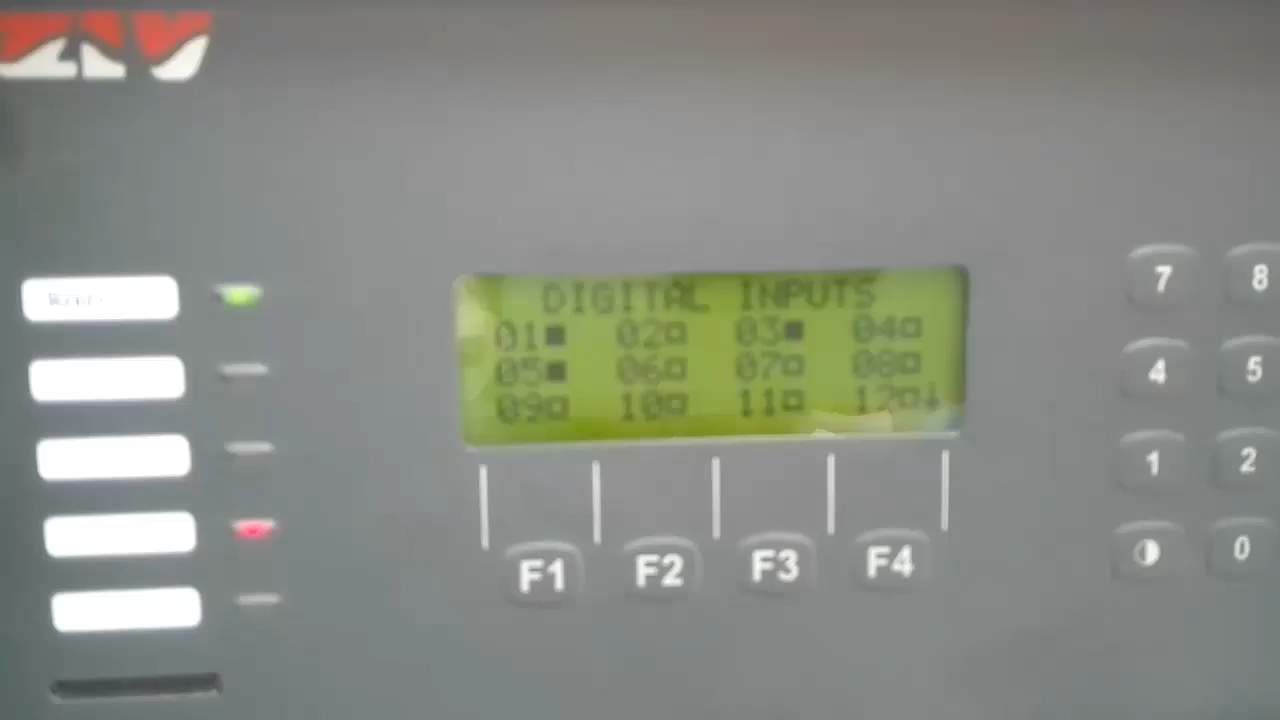 ZIV
DIGITAL INPUTS
01■ 02□ 03■ 04□
05■ 06□ 07□ 08□
09□ 10□ 11□ 12□↓
F1 F2 F3 F4
7 8
4 5
1 2
0